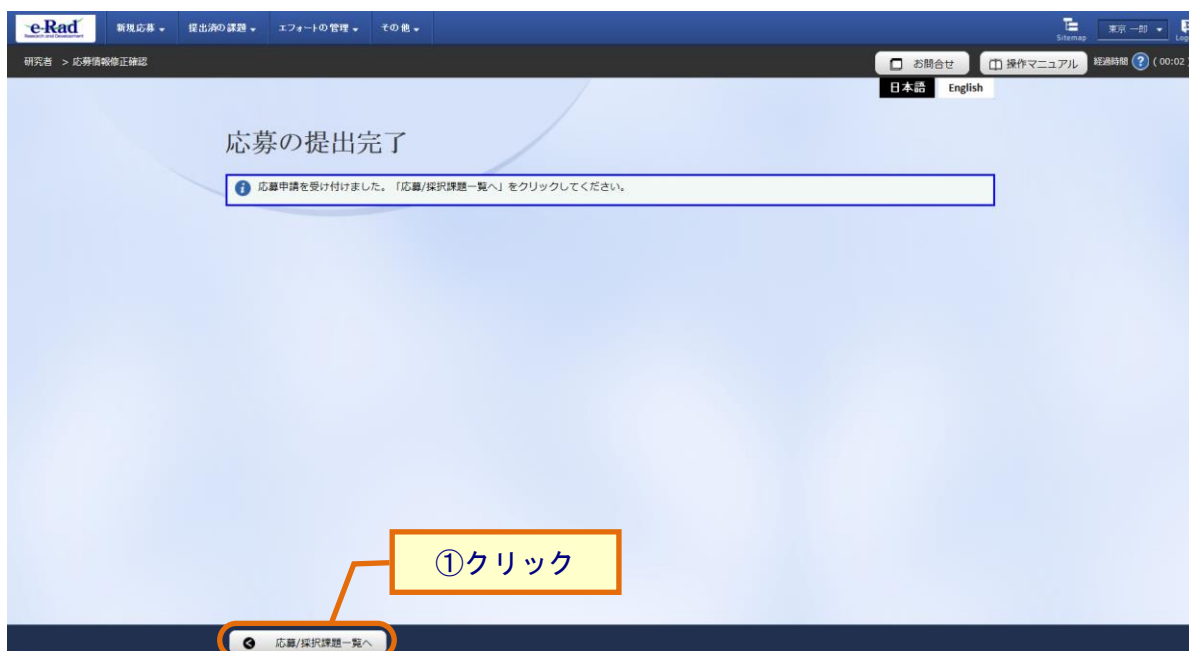 e-Rad
Research and Development
新規応募
提出済の課題
エフォートの管理
その他
Sitemap
東京 一郎
研究者 > 応募情報修正確認
お問合せ
操作マニュアル
経過時間 ? ( 00:02 )
日本語 English
応募の提出完了
応募申請を受け付けました。「応募/採択課題一覧へ」をクリックしてください。
①クリック
応募/採択課題一覧へ